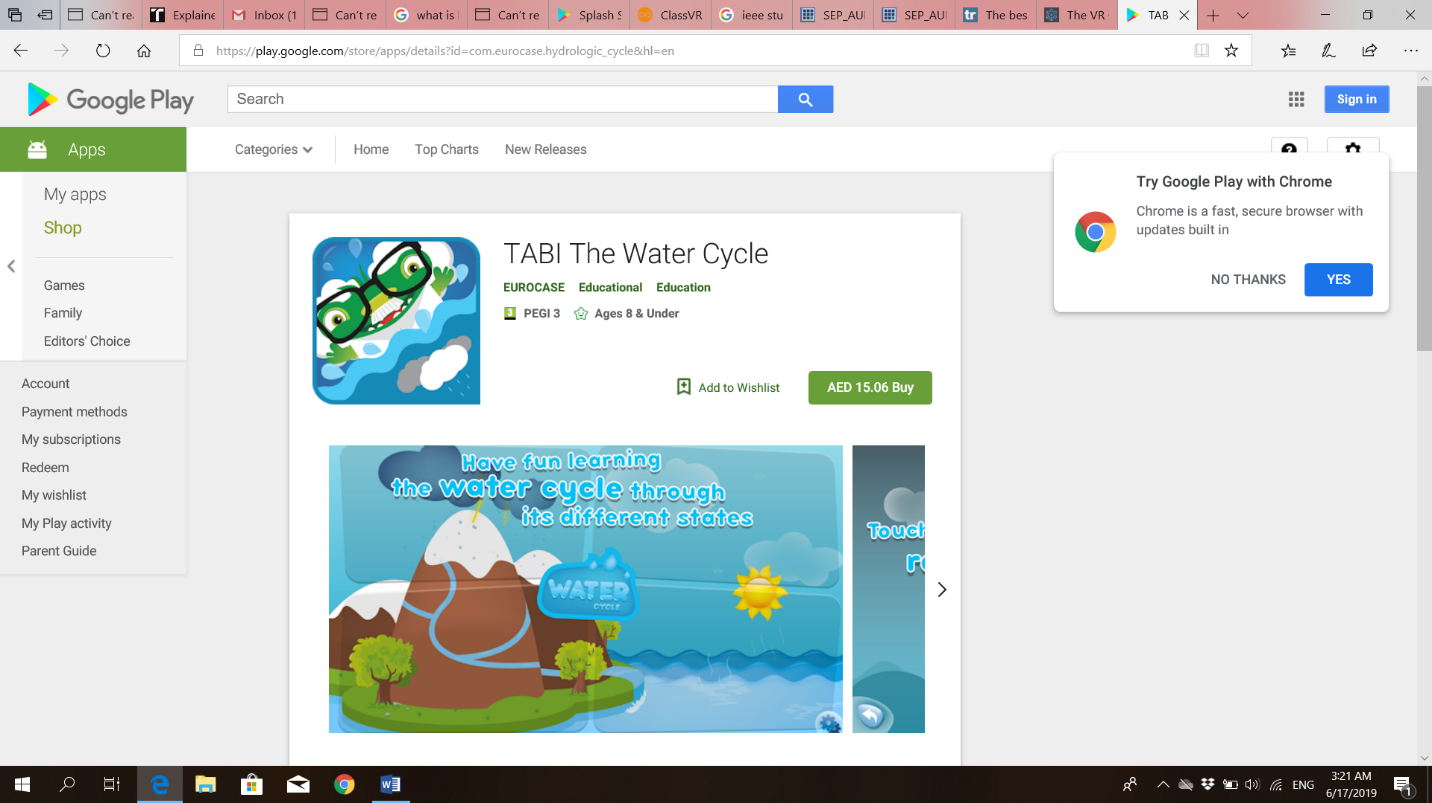 Can't re
Explaine
Inbox (1
Can't re
what is
Can't re
Splash S
ClassVR
ieee stu
SEP_AUI
SEP_AUI
The bes
The VR
TAB
https://play.google.com/store/apps/details?id=com.eurocase.hydrologic_cycle&hl=en
Google Play
Search
Sign in
Apps
Categories
Home
Top Charts
New Releases
My apps
Shop
Games
Family
Editors' Choice
Account
Payment methods
My subscriptions
Redeem
My wishlist
My Play activity
Parent Guide
TABI The Water Cycle
EUROCASE Educational Education
3 PEGI 3 Ages 8 & Under
Add to Wishlist
AED 15.06 Buy
Have fun learning
the water cycle through
its different states
WATER
CYCLE
Touch
re
Try Google Play with Chrome
Chrome is a fast, secure browser with
updates built in
NO THANKS
YES
ENG
3:21 AM
6/17/2019
1